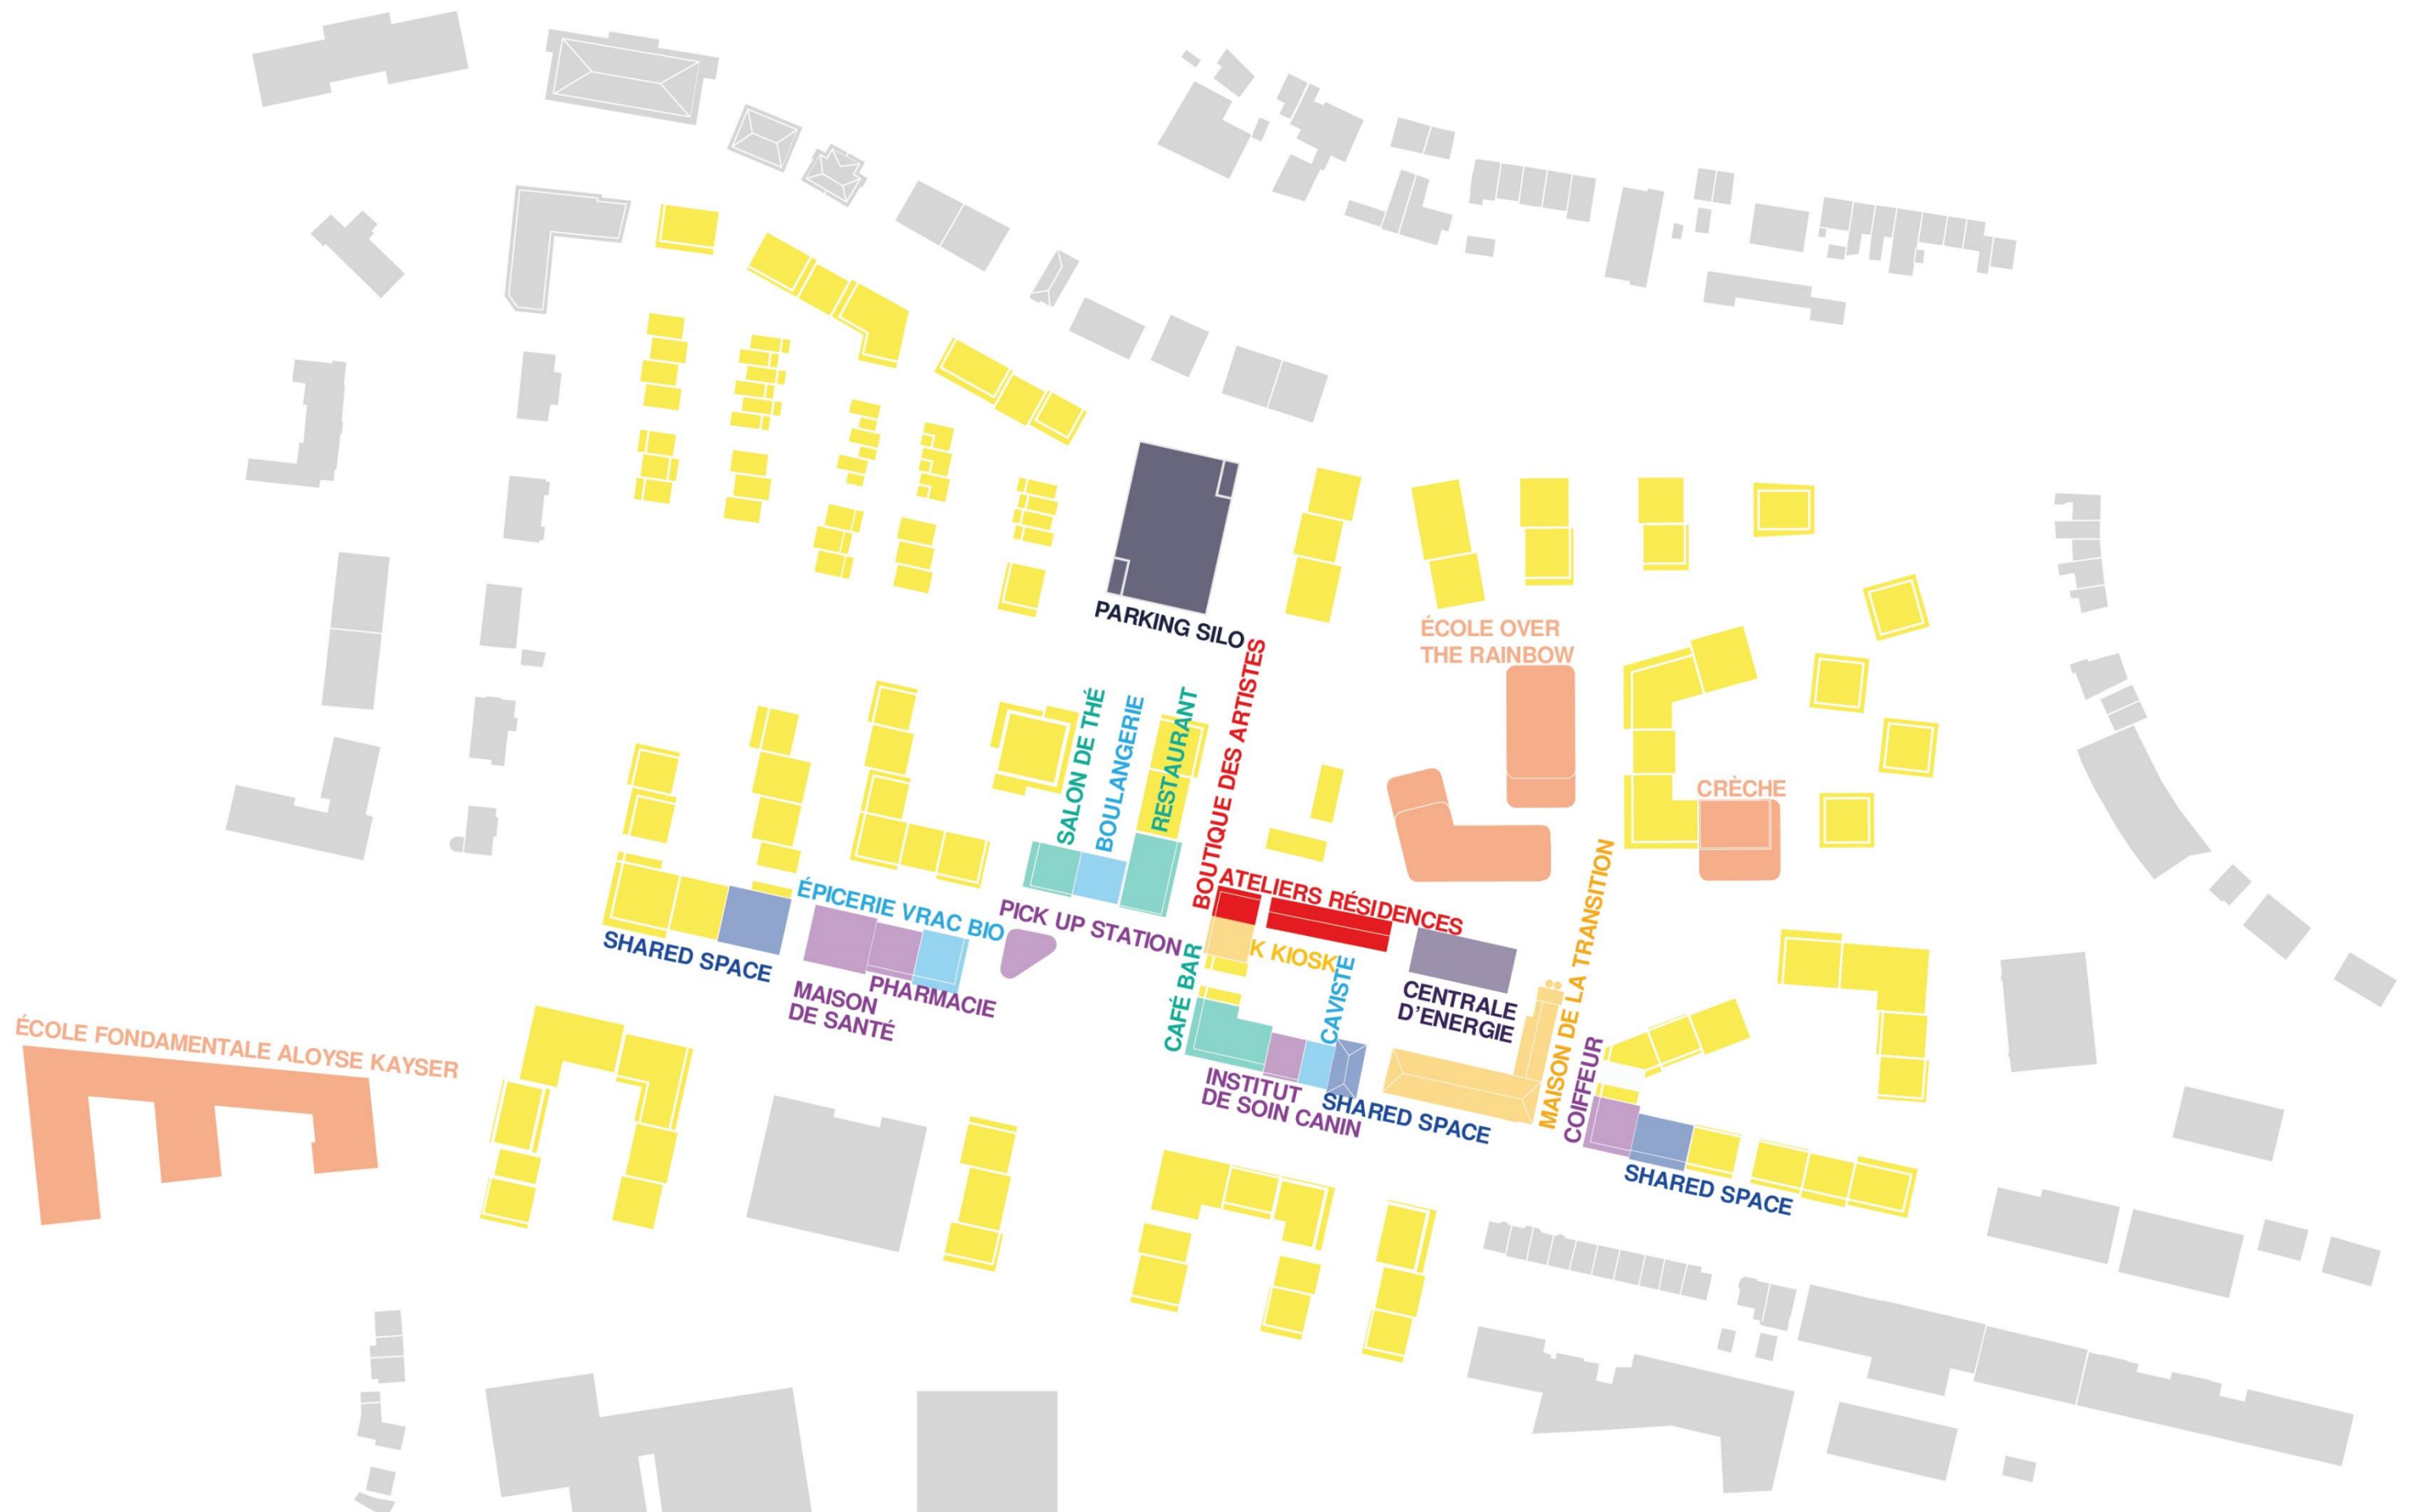 PARKING SILO
ÉCOLE OVER
THE RAINBOW
SALON DE THÉ
BOULANGERIE
RESTAURANT
BOUTIQUE DES ARTISTES
CRÈCHE
ATELIERS RÉSIDENCES
ÉPICERIE VRAC BIO
PICK UP STATION
SHARED SPACE
K KIOSK
MAISON
DE SANTÉ
PHARMACIE
CAFÉ BAR
CAVISTE
CENTRALE
D'ENERGIE
MAISON DE LA TRANSITION
ÉCOLE FONDAMENTALE ALOYSE KAYSER
INSTITUT
DE SOIN CANIN
SHARED SPACE
COIFFEUR
SHARED SPACE